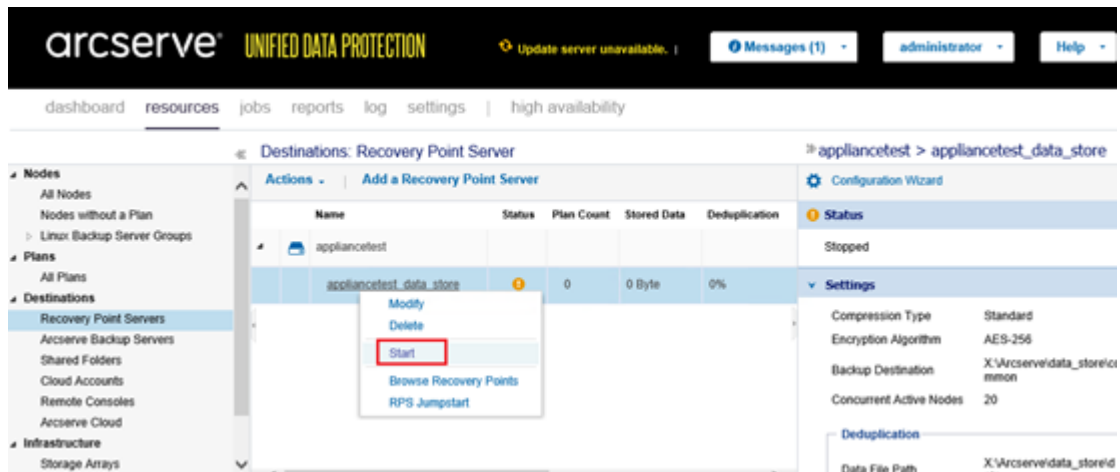 arcserve® UNIFIED DATA PROTECTION
Update server unavailable. |
Messages (1)
administrator
Help
dashboard resources jobs reports log settings | high availability
Destinations: Recovery Point Server
appliancetest > appliancetest_data_store
Nodes
All Nodes
Nodes without a Plan
Linux Backup Server Groups
Plans
All Plans
Destinations
Recovery Point Servers
Arcserve Backup Servers
Shared Folders
Cloud Accounts
Remote Consoles
Arcserve Cloud
Infrastructure
Storage Arrays
Actions | Add a Recovery Point Server
Name Status Plan Count Stored Data Deduplication
appliancetest
appliancetest_data_store 0 0 Byte 0%
Modify
Delete
Start
Browse Recovery Points
RPS Jumpstart
Configuration Wizard
Status
Stopped
Settings
Compression Type Standard
Encryption Algorithm AES-256
Backup Destination X:\Arcserve\data_store\co
mmon
Concurrent Active Nodes 20
Deduplication
Data File Path X:\Arcserve\data_store\d